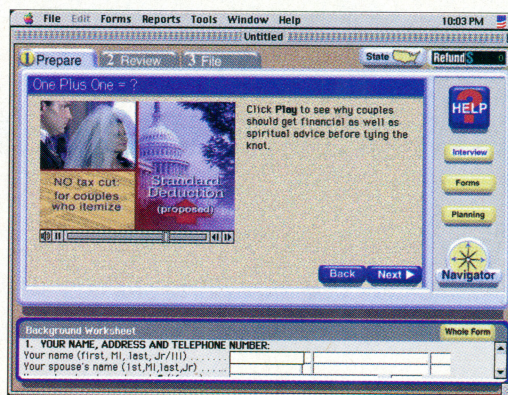 File Edit Forms Reports Tools Window Help 10:03 PM
Untitled
1 Prepare 2 Review 3 File State Refund$ 0
One Plus One = ?
Click Play to see why couples
should get financial as well as
spiritual advice before tying the
knot.
NO tax cut
for couples
who itemize
Standard
Deduction
(proposed)
HELP
Interview
Forms
Planning
Navigator
Back Next
Background Worksheet Whole Form
1. YOUR NAME, ADDRESS AND TELEPHONE NUMBER:
Your name (first, MI, last, Jr/III) . . . . . .
Your spouse's name (1st,MI,last,Jr) . . . . .